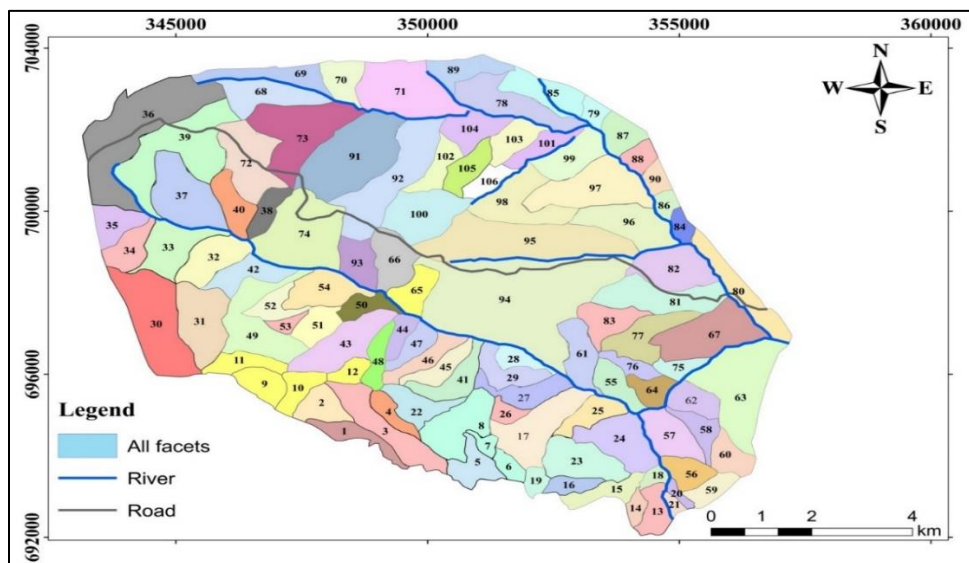 345000 350000 355000 360000
704000
700000
696000
692000
N
W E
S
69 70 71 89 85
68 78 79
36 104 87
39 73 103 101
91 102 99 88
72 105 90
92 106 97
37 98 86
40 38 100 96 84
35 74 95
34 33
32 93 66 82
42 80
54 65 94 81
30 50
31 52
53 51 44 83 67
49 43 47 77
11 48 46 28 61
12 45 76 75
9 10 41 29 55
2 27 64 63
4 22 26 25 62
1 3 8 17 24 57 58
7
5 6 23 60
19 16 15 18 56
14 13 20 59
21
Legend
All facets
River
Road
0 1 2 4
km